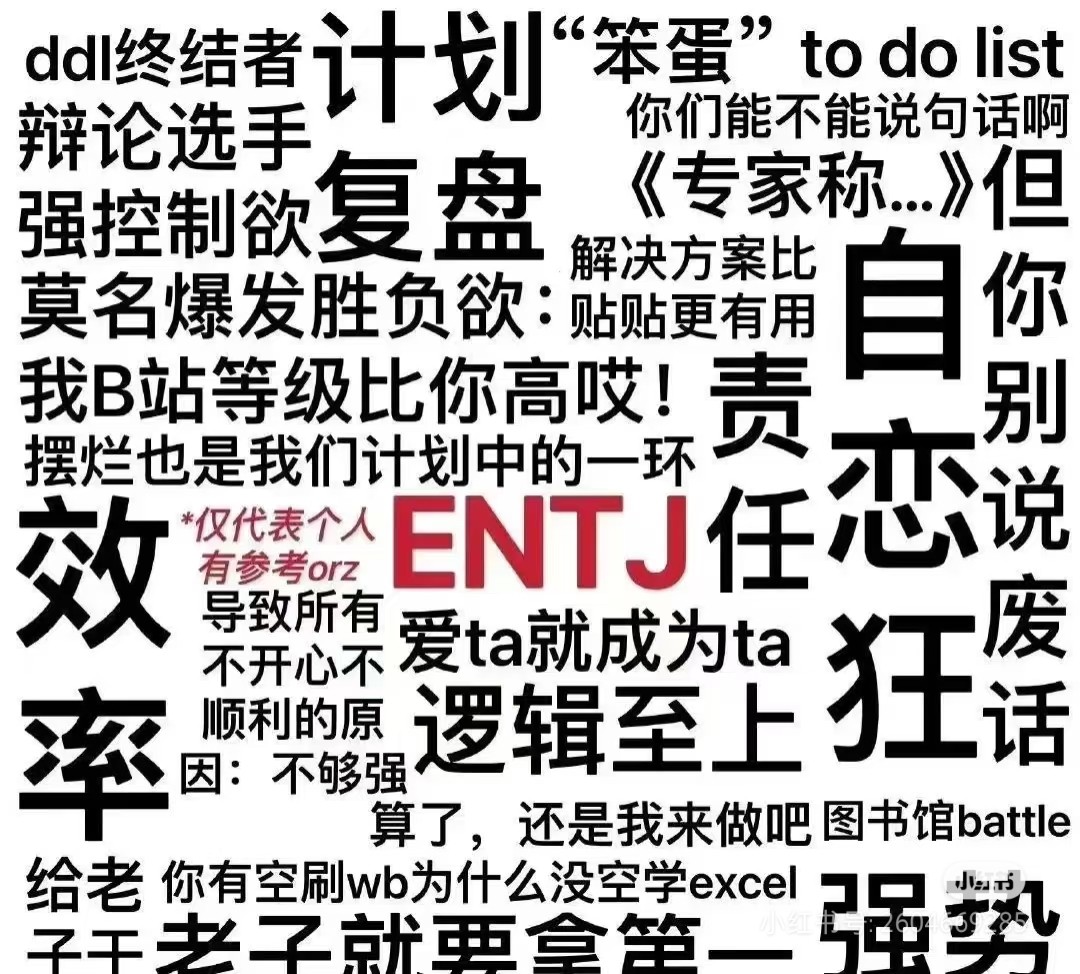 ddl终结者
计划
“笨蛋”
to do list
辩论选手
你们能不能说句话啊
强控制欲
复盘
《专家称...》
但你别说废话
自恋狂
解决方案比
贴贴更有用
莫名爆发胜负欲：
我B站等级比你高哎！
责任
摆烂也是我们计划中的一环
效率
*仅代表个人
有参考orz
ENTJ
导致所有
不开心不
顺利的原
因：不够强
爱ta就成为ta
逻辑至上
算了，还是我来做吧
图书馆battle
给老
子干
你有空刷wb为什么没空学excel
老子就要拿第一
强势
小红书
小红书号: 2604669285